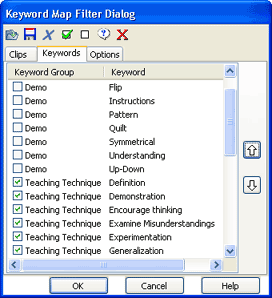 Keyword Map Filter Dialog
Clips Keywords Options
Keyword Group Keyword
Demo Flip
Demo Instructions
Demo Pattern
Demo Quilt
Demo Symmetrical
Demo Understanding
Demo Up-Down
Teaching Technique Definition
Teaching Technique Demonstration
Teaching Technique Encourage thinking
Teaching Technique Examine Misunderstandings
Teaching Technique Experimentation
Teaching Technique Generalization
OK Cancel Help